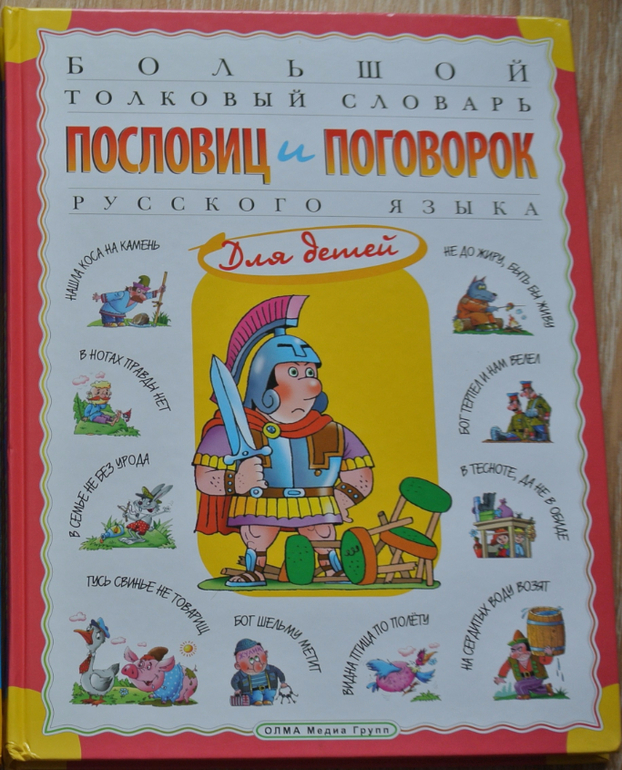 БОЛЬШОЙ
ТОЛКОВЫЙ СЛОВАРЬ
ПОСЛОВИЦ и ПОГОВОРОК
РУССКОГО ЯЗЫКА
Для детей
НАШЛА КОСА НА КАМЕНЬ
НЕ ДО ЖИРУ, БЫТЬ БЫ ЖИВУ
В НОГАХ ПРАВДЫ НЕТ
БОГ ТЕРПЕЛ И НАМ ВЕЛЕЛ
В СЕМЬЕ НЕ БЕЗ УРОДА
В ТЕСНОТЕ, ДА НЕ В ОБИДЕ
ГУСЬ СВИНЬЕ НЕ ТОВАРИЩ
БОГ ШЕЛЬМУ МЕТИТ
ВИДНА ПТИЦА ПО ПОЛЁТУ
НА СЕРДИТЫХ ВОДУ ВОЗЯТ
ОЛМА Медиа Групп